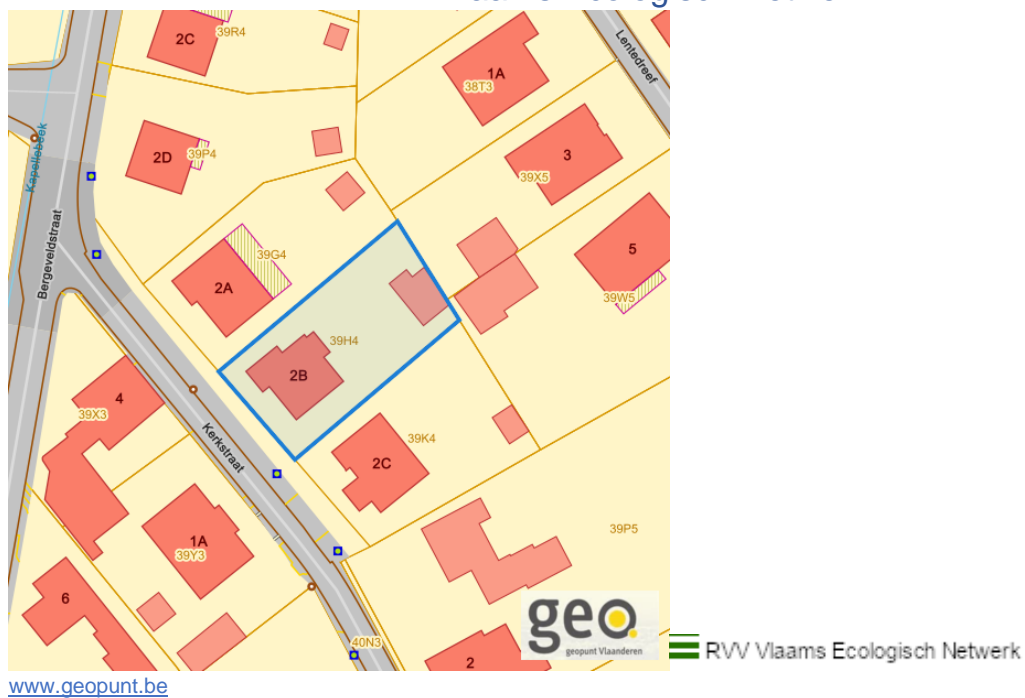 2C
39R4
1A
38T3
Lentedreef
Kapellebeek
2D
39P4
3
39X5
Bergeveldstraat
2A
39G4
5
39W5
39H4
2B
4
39X3
Kerkstraat
39K4
2C
39P5
1A
39Y3
6
40N3
2
geo.
geopunt Vlaanderen
RVV Vlaams Ecologisch Netwerk
www.geopunt.be